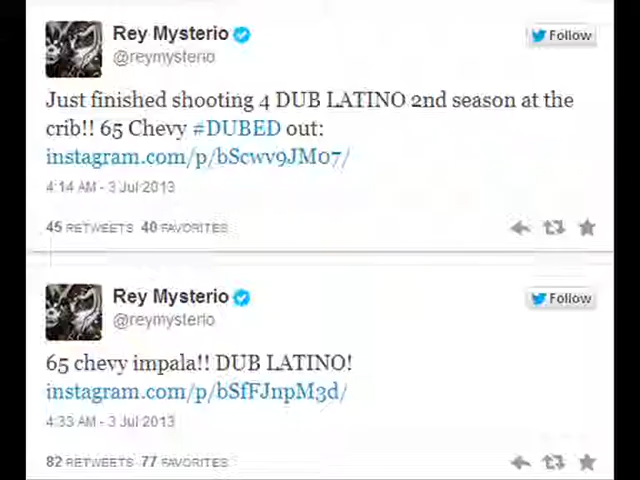 Rey Mysterio
Follow
@reymysterio
Just finished shooting 4 DUB LATINO 2nd season at the
crib!! 65 Chevy #DUBED out:
instagram.com/p/bScwv9JM07/
4:14 AM - 3 Jul 2013
45 RETWEETS 40 FAVORITES
Rey Mysterio
Follow
@reymysterio
65 chevy impala!! DUB LATINO!
instagram.com/p/bSfFJnpM3d/
4:33 AM - 3 Jul 2013
82 RETWEETS 77 FAVORITES